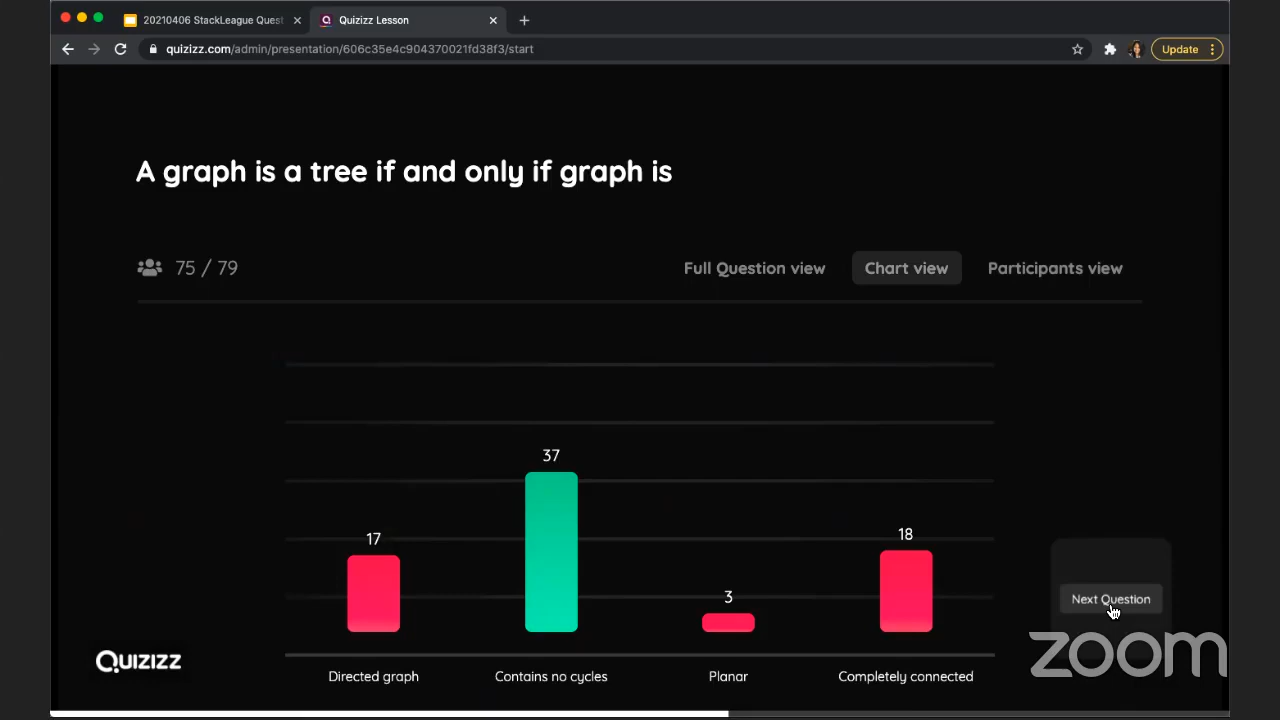 20210406 StackLeague Quest
Quizizz Lesson
quizizz.com/admin/presentation/606c35e4c904370021fd38f3/start
Update
A graph is a tree if and only if graph is
75 / 79
Full Question view
Chart view
Participants view
17
37
3
18
Next Question
Directed graph
Contains no cycles
Planar
Completely connected
QUIZIZZ
zoom